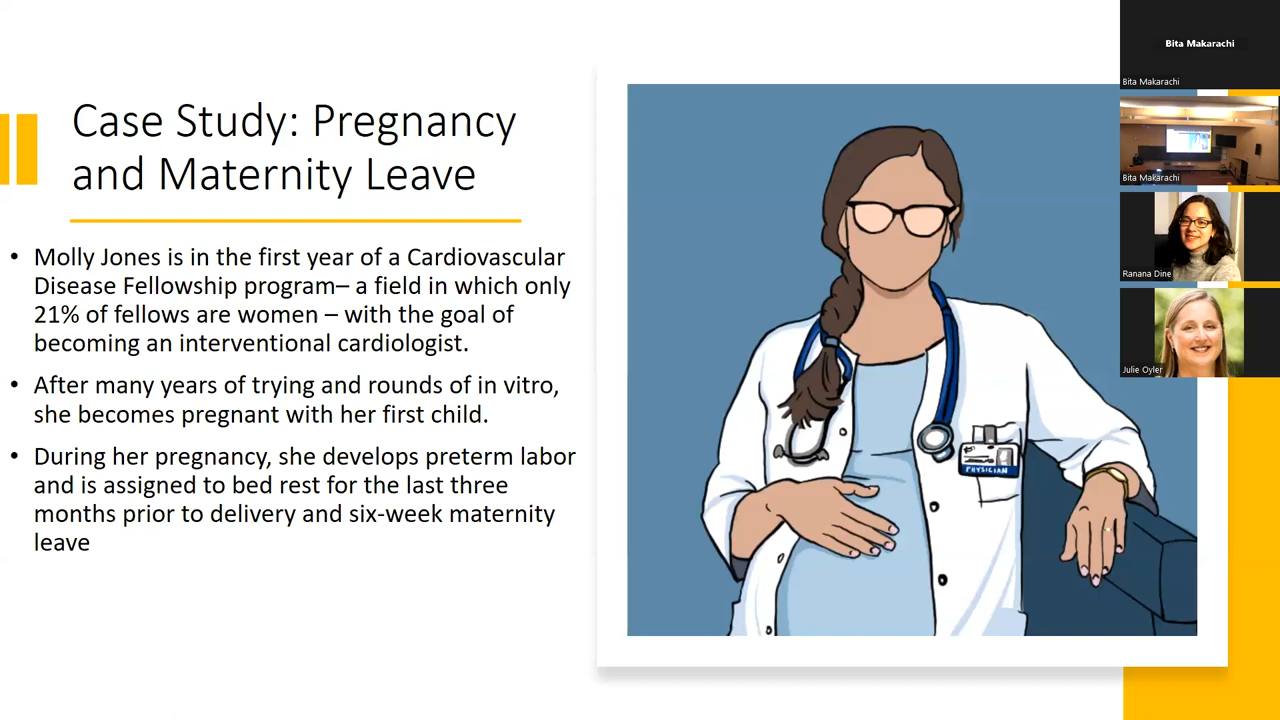 Case Study: Pregnancy
and Maternity Leave
• Molly Jones is in the first year of a Cardiovascular
Disease Fellowship program– a field in which only
21% of fellows are women – with the goal of
becoming an interventional cardiologist.
• After many years of trying and rounds of in vitro,
she becomes pregnant with her first child.
• During her pregnancy, she develops preterm labor
and is assigned to bed rest for the last three
months prior to delivery and six-week maternity
leave
PHYSICIAN
Bita Makarachi
Bita Makarachi
Bita Makarachi
Ranana Dine
Julie Oyler